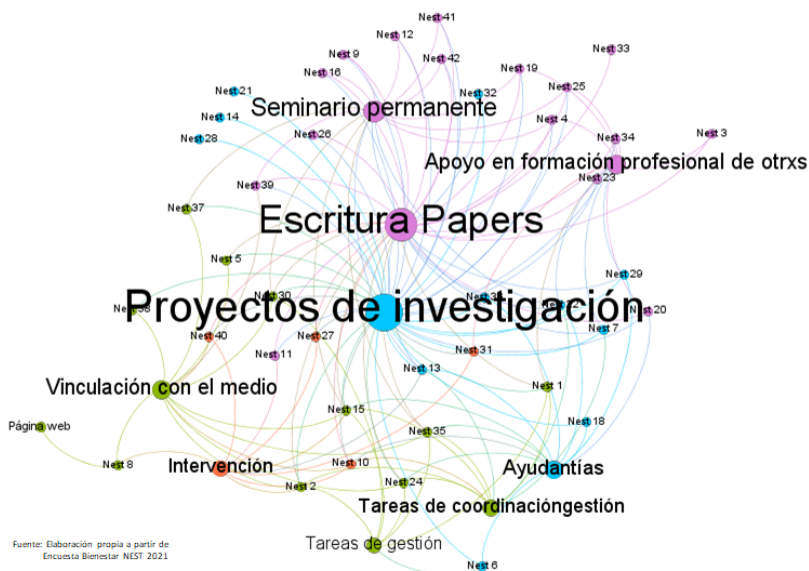 Nest 41
Nest 12
Nest 9
Nest 42
Nest 33
Nest 16
Nest 19
Nest 21
Nest 32
Nest 25
Seminario permanente
Nest 14
Nest 4
Nest 28
Nest 26
Nest 34
Nest 3
Apoyo en formación profesional de otrxs
Nest 23
Nest 39
Nest 37
Escritura Papers
Nest 5
Nest 29
Nest 30
Proyectos de investigación
Nest 20
Nest 7
Nest 40
Nest 27
Nest 11
Nest 31
Nest 13
Vinculación con el medio
Nest 1
Nest 15
Nest 18
Página web
Nest 35
Nest 8
Intervención
Nest 10
Ayudantías
Nest 2
Nest 24
Tareas de coordinacióngestión
Tareas de gestión
Fuente: Elaboración propia a partir de
Encuesta Bienestar NEST 2021
Nest 6